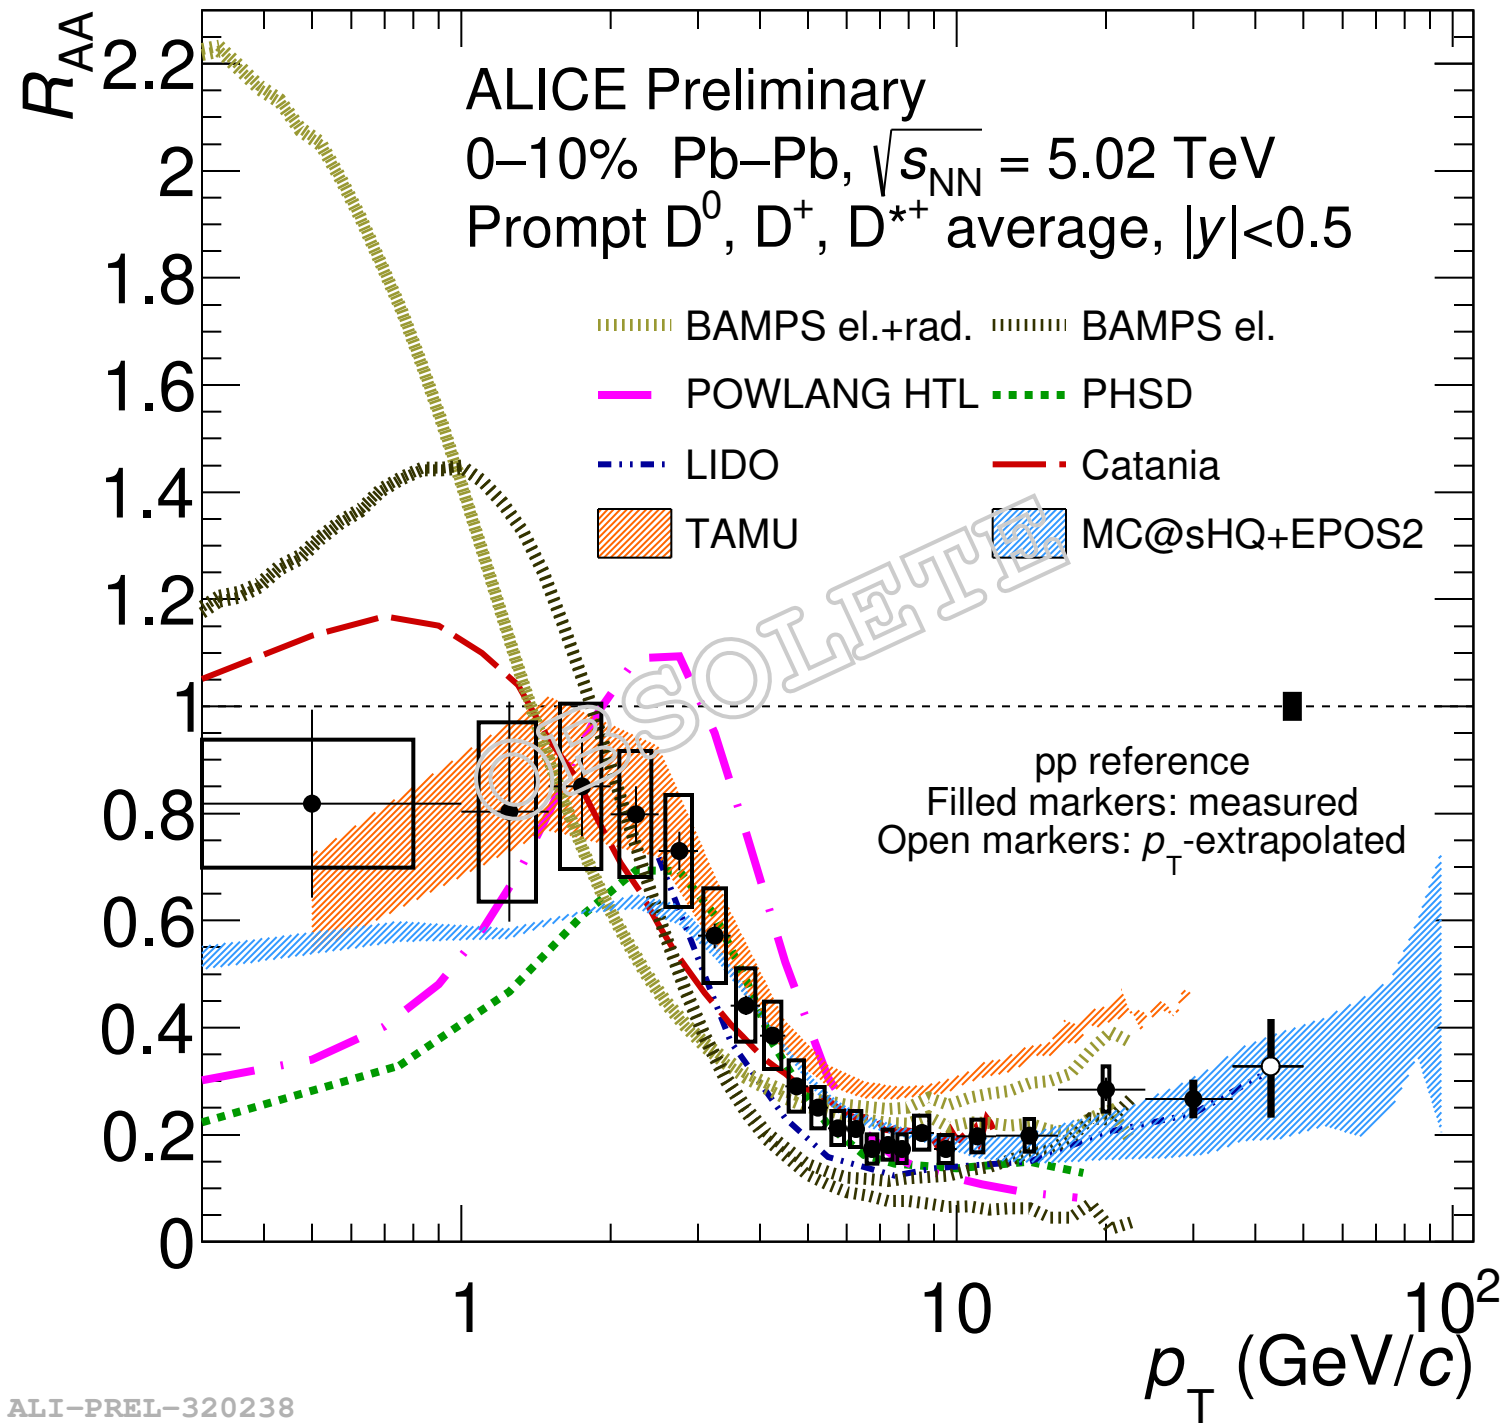 R_AA
2.2
2
1.8
1.6
1.4
1.2
1
0.8
0.6
0.4
0.2
0
ALICE Preliminary
0–10% Pb–Pb, √s_NN = 5.02 TeV
Prompt D⁰, D⁺, D*⁺ average, |y|<0.5
BAMPS el.+rad. BAMPS el.
POWLANG HTL PHSD
LIDO Catania
TAMU MC@sHQ+EPOS2
OBSOLETE
pp reference
Filled markers: measured
Open markers: p_T-extrapolated
1 10 10²
p_T (GeV/c)
ALI-PREL-320238